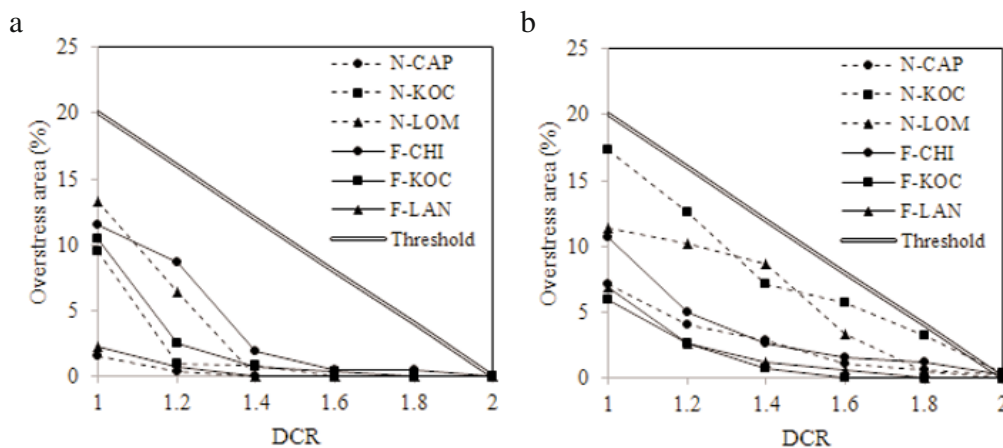 a
25
20
15
10
5
0
Overstress area (%)
1 1.2 1.4 1.6 1.8 2
DCR
N-CAP
N-KOC
N-LOM
F-CHI
F-KOC
F-LAN
Threshold
b
25
20
15
10
5
0
Overstress area (%)
1 1.2 1.4 1.6 1.8 2
DCR
N-CAP
N-KOC
N-LOM
F-CHI
F-KOC
F-LAN
Threshold